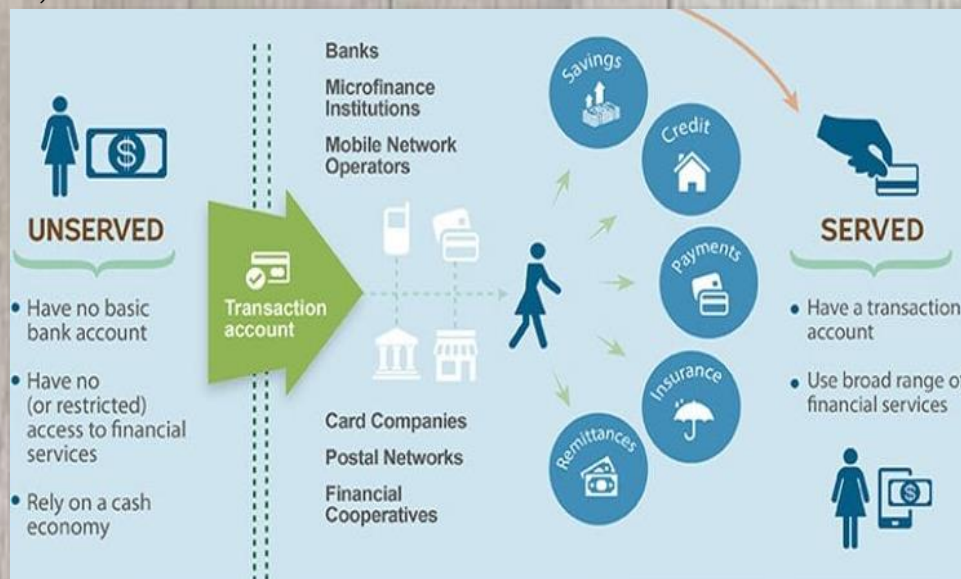 UNSERVED
• Have no basic
bank account
• Have no
(or restricted)
access to financial
services
• Rely on a cash
economy
Transaction
account
Banks
Microfinance
Institutions
Mobile Network
Operators
Card Companies
Postal Networks
Financial
Cooperatives
Savings
Credit
Payments
Insurance
Remittances
SERVED
• Have a transaction
account
• Use broad range of
financial services